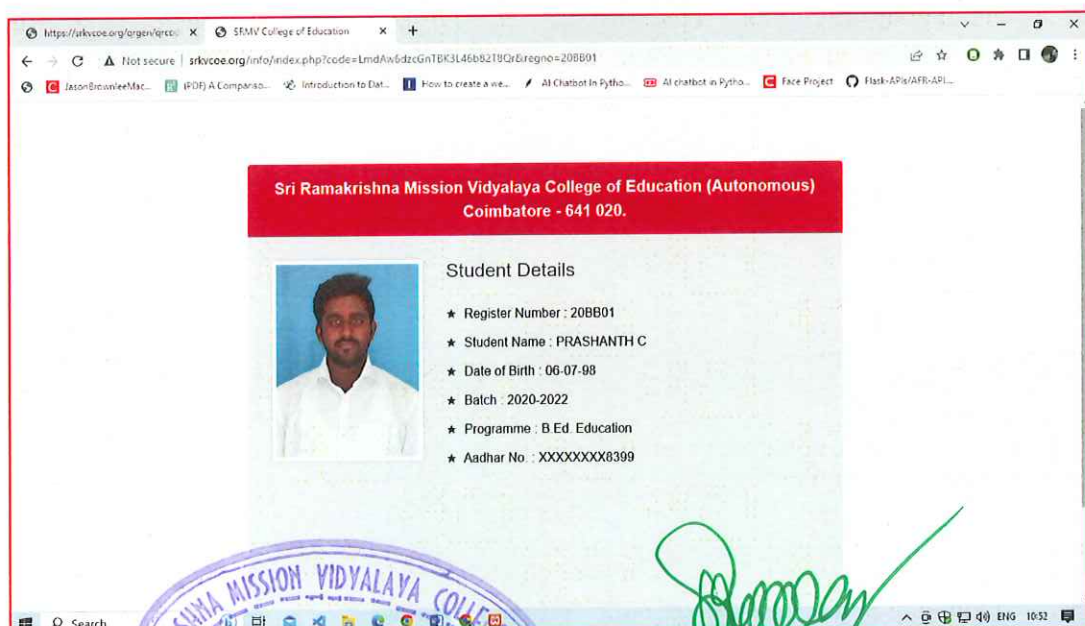 https://srkvcoe.org/qrgen/qrco
SRMV College of Education
Not secure | srkvcoe.org/info/index.php?code=LmdAw6dzcGnTBK3L46b82T8Qr&regno=20BB01
JasonBrownleeMac... (PDF) A Compariso... Introduction to Dat... How to create a we... AI Chatbot In Pytho... AI chatbot in Pytho... Face Project Flask-APIs/AFR-API...
Sri Ramakrishna Mission Vidyalaya College of Education (Autonomous)
Coimbatore - 641 020.
Student Details
★ Register Number : 20BB01
★ Student Name : PRASHANTH C
★ Date of Birth : 06-07-98
★ Batch : 2020-2022
★ Programme : B.Ed. Education
★ Aadhar No. : XXXXXXXX8399
MISSION VIDYALAYA
Search
ENG 10:52